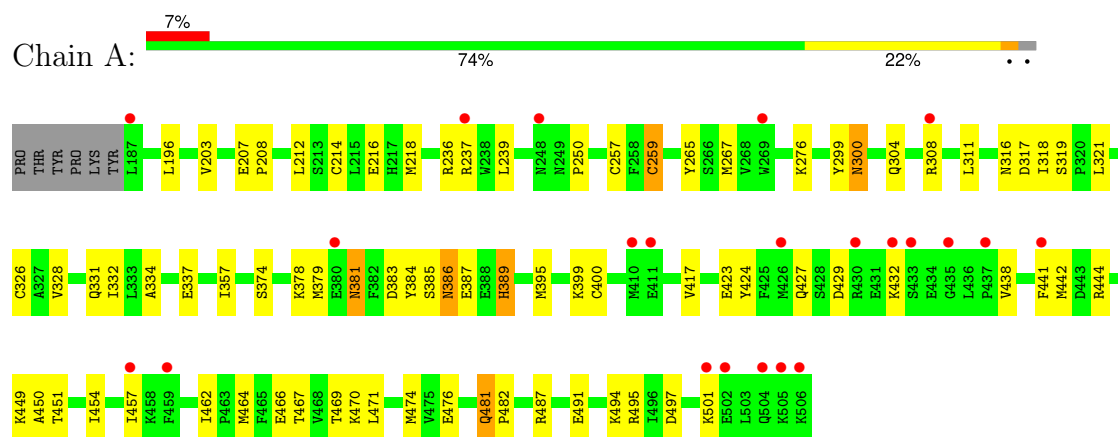 7%
Chain A:
74% 22% • •
PRO THR TYR PRO LYS TYR L187 L196 V203 E207 P208 L212 S213 C214 L215 E216 H217 M218 R236 R237 W238 L239 N248 N249 P250 C257 F258 C259 Y265 S266 M267 V268 W269 K276 Y299 N300 Q304 R308 L311 N316 D317 I318 S319 P320 L321
C326 A327 V328 Q331 I332 L333 A334 E337 I357 S374 K378 M379 E380 N381 F382 D383 Y384 S385 N386 E387 E388 H389 M395 K399 C400 M410 E411 V417 E423 Y424 F425 M426 Q427 S428 D429 R430 E431 K432 S433 E434 G435 L436 P437 V438 F441 M442 D443 R444
K449 A450 T451 I454 I457 K458 F459 I462 P463 M464 F465 E466 T467 V468 T469 K470 L471 M474 V475 E476 Q481 P482 R487 E491 K494 R495 I496 D497 K501 E502 L503 Q504 K505 K506